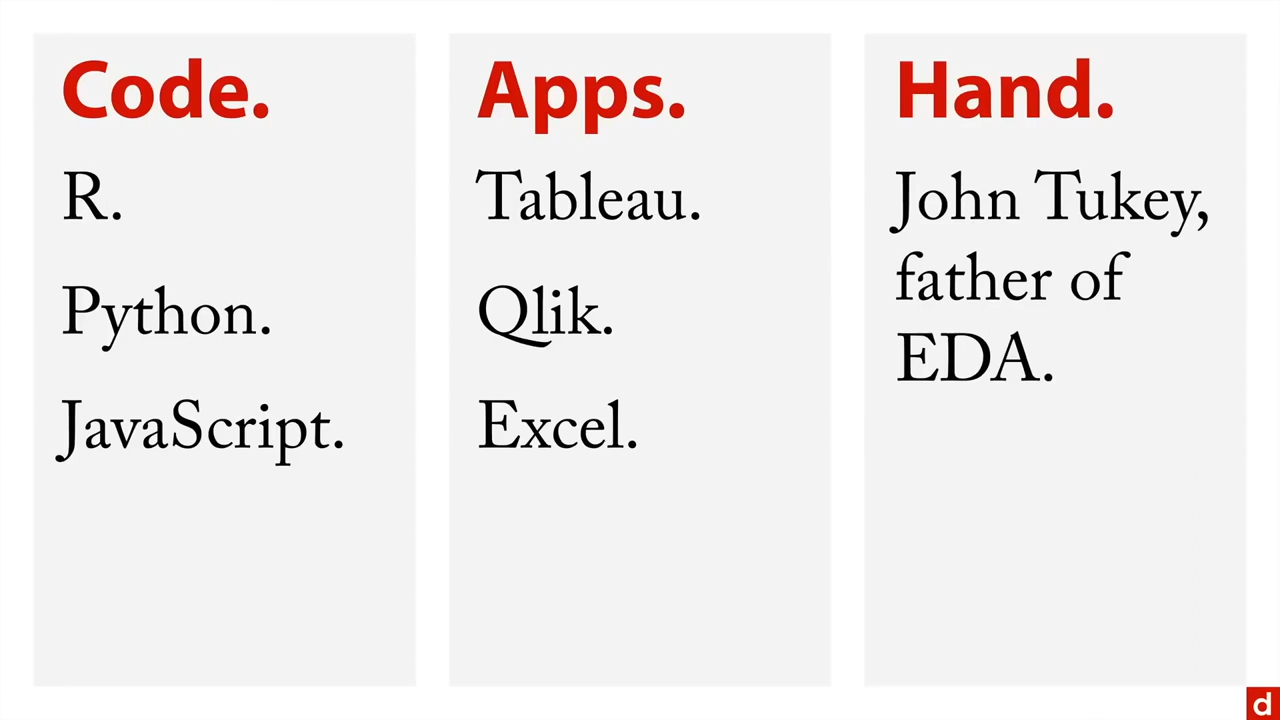 Code.
R.
Python.
JavaScript.
Apps.
Tableau.
Qlik.
Excel.
Hand.
John Tukey,
father of
EDA.
d